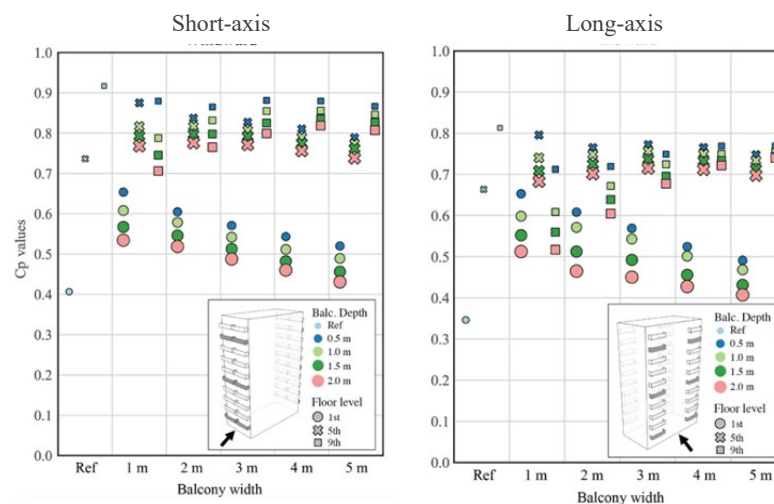 Short-axis
Long-axis
1.0
0.9
0.8
0.7
0.6
0.5
0.4
0.3
0.2
0.1
0.0
Cp values
Balc. Depth
Ref
0.5 m
1.0 m
1.5 m
2.0 m
Floor level
1st
5th
9th
Ref
1 m
2 m
3 m
4 m
5 m
Balcony width
1.0
0.9
0.8
0.7
0.6
0.5
0.4
0.3
0.2
0.1
0.0
Balc. Depth
Ref
0.5 m
1.0 m
1.5 m
2.0 m
Floor level
1st
5th
9th
Ref
1 m
2 m
3 m
4 m
5 m
Balcony width